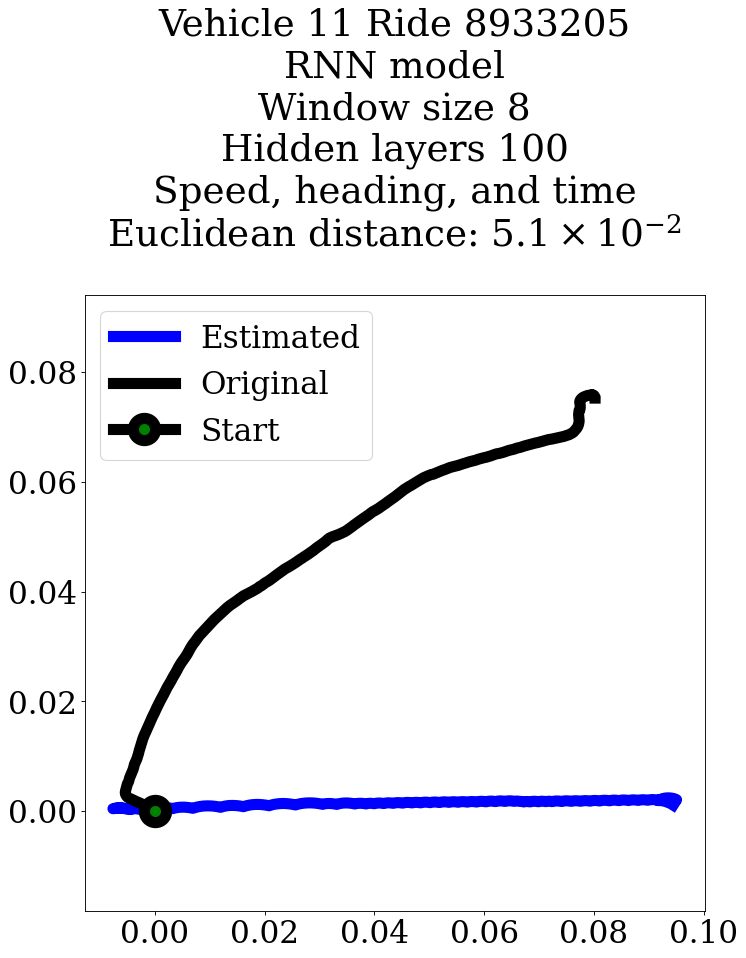 Vehicle 11 Ride 8933205
RNN model
Window size 8
Hidden layers 100
Speed, heading, and time
Euclidean distance: 5.1 × 10⁻²
Estimated
Original
Start
0.08
0.06
0.04
0.02
0.00
0.00 0.02 0.04 0.06 0.08 0.10